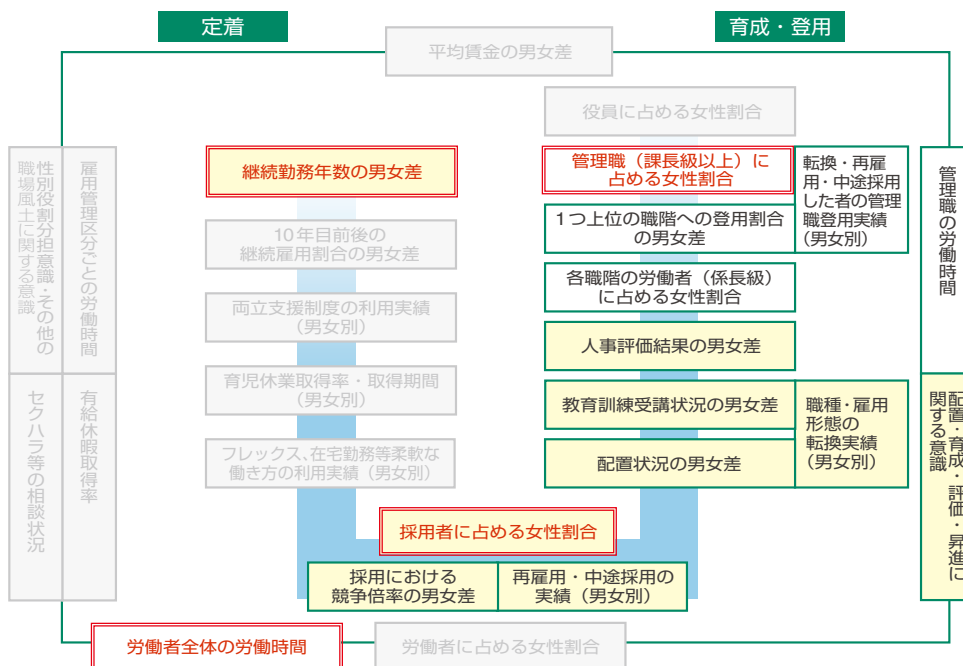 定着
育成・登用
平均賃金の男女差
役員に占める女性割合
性別役割分担意識・その他の
職場風土に関する意識
雇用管理区分ごとの労働時間
セクハラ等の相談状況
有給休暇取得率
継続勤務年数の男女差
10年目前後の
継続雇用割合の男女差
両立支援制度の利用実績
(男女別)
育児休業取得率・取得期間
(男女別)
フレックス、在宅勤務等柔軟な
働き方の利用実績(男女別)
管理職(課長級以上)に
占める女性割合
転換・再雇
用・中途採用
した者の管理
職登用実績
(男女別)
1つ上位の職階への登用割合
の男女差
各職階の労働者(係長級)
に占める女性割合
人事評価結果の男女差
教育訓練受講状況の男女差
職種・雇用
形態の
転換実績
(男女別)
配置状況の男女差
管理職の労働時間
配置・育成・評価・昇進に
関する意識
採用者に占める女性割合
採用における
競争倍率の男女差
再雇用・中途採用の
実績(男女別)
労働者全体の労働時間
労働者に占める女性割合